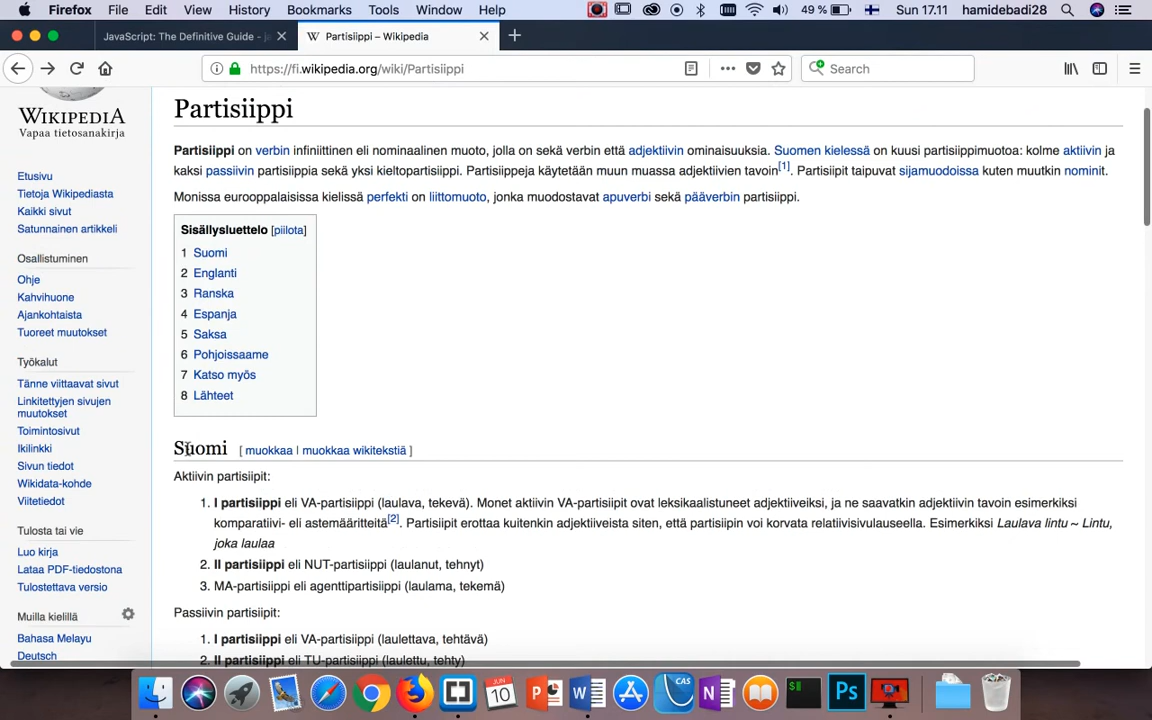 Firefox File Edit View History Bookmarks Tools Window Help 49 % Sun 17.11 hamidebadi28
JavaScript: The Definitive Guide -
W Partisiippi – Wikipedia
https://fi.wikipedia.org/wiki/Partisiippi
Search
WIKIPEDIA
Vapaa tietosanakirja
Etusivu
Tietoja Wikipediasta
Kaikki sivut
Satunnainen artikkeli
Osallistuminen
Ohje
Kahvihuone
Ajankohtaista
Tuoreet muutokset
Työkalut
Tänne viittaavat sivut
Linkitettyjen sivujen
muutokset
Toimintosivut
Ikilinkki
Sivun tiedot
Wikidata-kohde
Viitetiedot
Tulosta tai vie
Luo kirja
Lataa PDF-tiedostona
Tulostettava versio
Muilla kielillä
Bahasa Melayu
Deutsch
Partisiippi
Partisiippi on verbin infiniittinen eli nominaalinen muoto, jolla on sekä verbin että adjektiivin ominaisuuksia. Suomen kielessä on kuusi partisiippimuotoa: kolme aktiivin ja
kaksi passiivin partisiippia sekä yksi kieltopartisiippi. Partisiippeja käytetään muun muassa adjektiivien tavoin[1]. Partisiipit taipuvat sijamuodoissa kuten muutkin nominit.
Monissa eurooppalaisissa kielissä perfekti on liittomuoto, jonka muodostavat apuverbi sekä pääverbin partisiippi.
Sisällysluettelo [piilota]
1 Suomi
2 Englanti
3 Ranska
4 Espanja
5 Saksa
6 Pohjoissaame
7 Katso myös
8 Lähteet
Suomi [ muokkaa | muokkaa wikitekstiä ]
Aktiivin partisiipit:
1. I partisiippi eli VA-partisiippi (laulava, tekevä). Monet aktiivin VA-partisiipit ovat leksikaalistuneet adjektiiveiksi, ja ne saavatkin adjektiivin tavoin esimerkiksi
komparatiivi- eli astemääritteitä[2]. Partisiipit erottaa kuitenkin adjektiiveista siten, että partisiipin voi korvata relatiivisivulauseella. Esimerkiksi Laulava lintu ~ Lintu,
joka laulaa
2. II partisiippi eli NUT-partisiippi (laulanut, tehnyt)
3. MA-partisiippi eli agenttipartisiippi (laulama, tekemä)
Passiivin partisiipit:
1. I partisiippi eli VA-partisiippi (laulettava, tehtävä)
2. II partisiippi eli TU-partisiippi (laulettu, tehty)
JUN
10
P
W
CAS
N
Ps